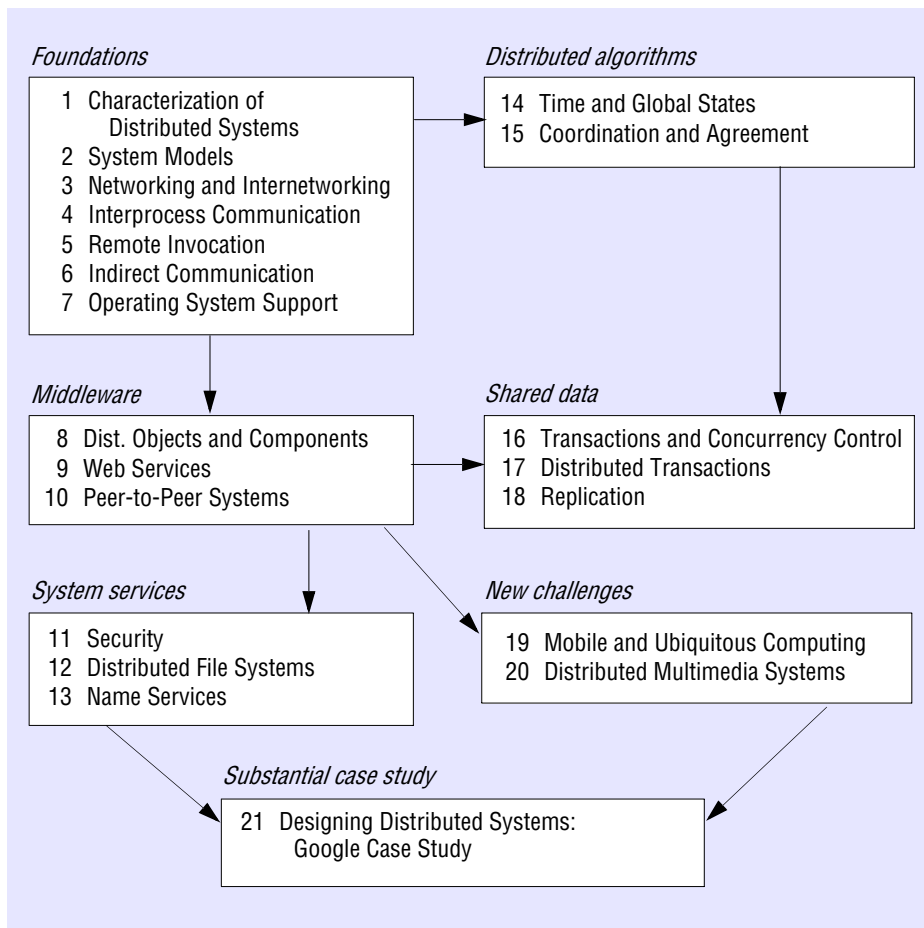 Foundations
1 Characterization of
Distributed Systems
2 System Models
3 Networking and Internetworking
4 Interprocess Communication
5 Remote Invocation
6 Indirect Communication
7 Operating System Support
Distributed algorithms
14 Time and Global States
15 Coordination and Agreement
Middleware
8 Dist. Objects and Components
9 Web Services
10 Peer-to-Peer Systems
Shared data
16 Transactions and Concurrency Control
17 Distributed Transactions
18 Replication
System services
11 Security
12 Distributed File Systems
13 Name Services
New challenges
19 Mobile and Ubiquitous Computing
20 Distributed Multimedia Systems
Substantial case study
21 Designing Distributed Systems:
Google Case Study